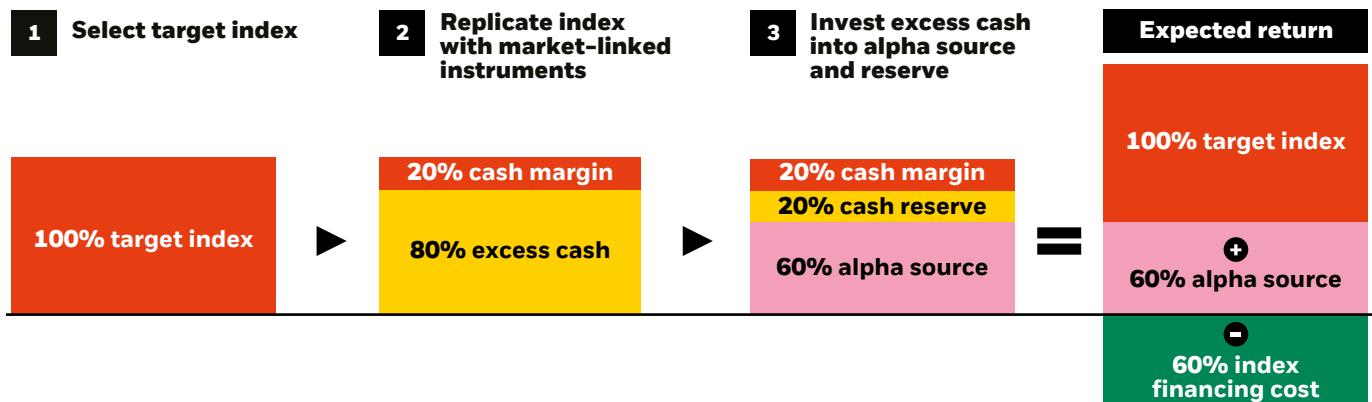 1 Select target index
2 Replicate index
with market-linked
instruments
3 Invest excess cash
into alpha source
and reserve
Expected return
100% target index
20% cash margin
80% excess cash
20% cash margin
20% cash reserve
60% alpha source
100% target index
+
60% alpha source
-
60% index
financing cost